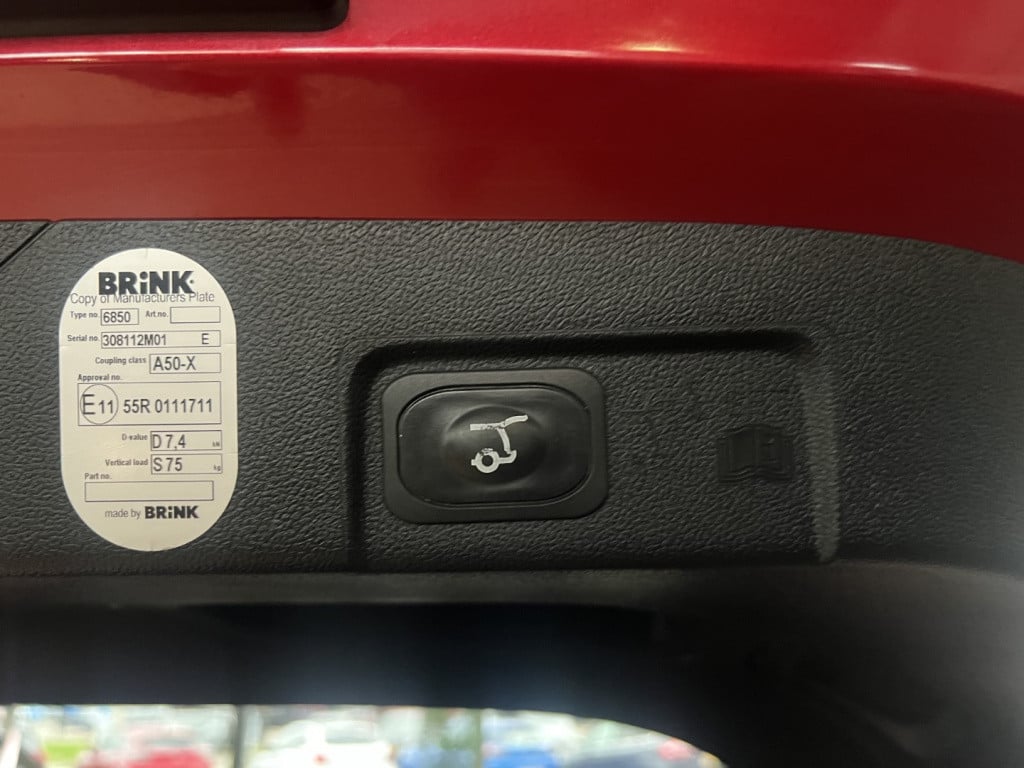 BRiNK
Copy of Manufacturers Plate
Type no. 6850 Art no.
Serial no. 308112M01 E
Coupling class A50-X
Approval no.
E11 55R 0111711
D-value D 7,4 kN
Vertical load S 75 kg
Part no.
made by BRiNK